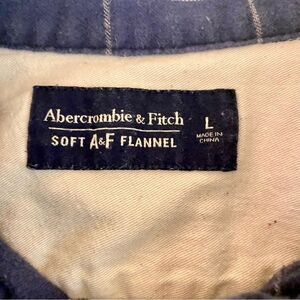 Abercrombie & Fitch
SOFT A&F FLANNEL
L
MADE IN
CHINA